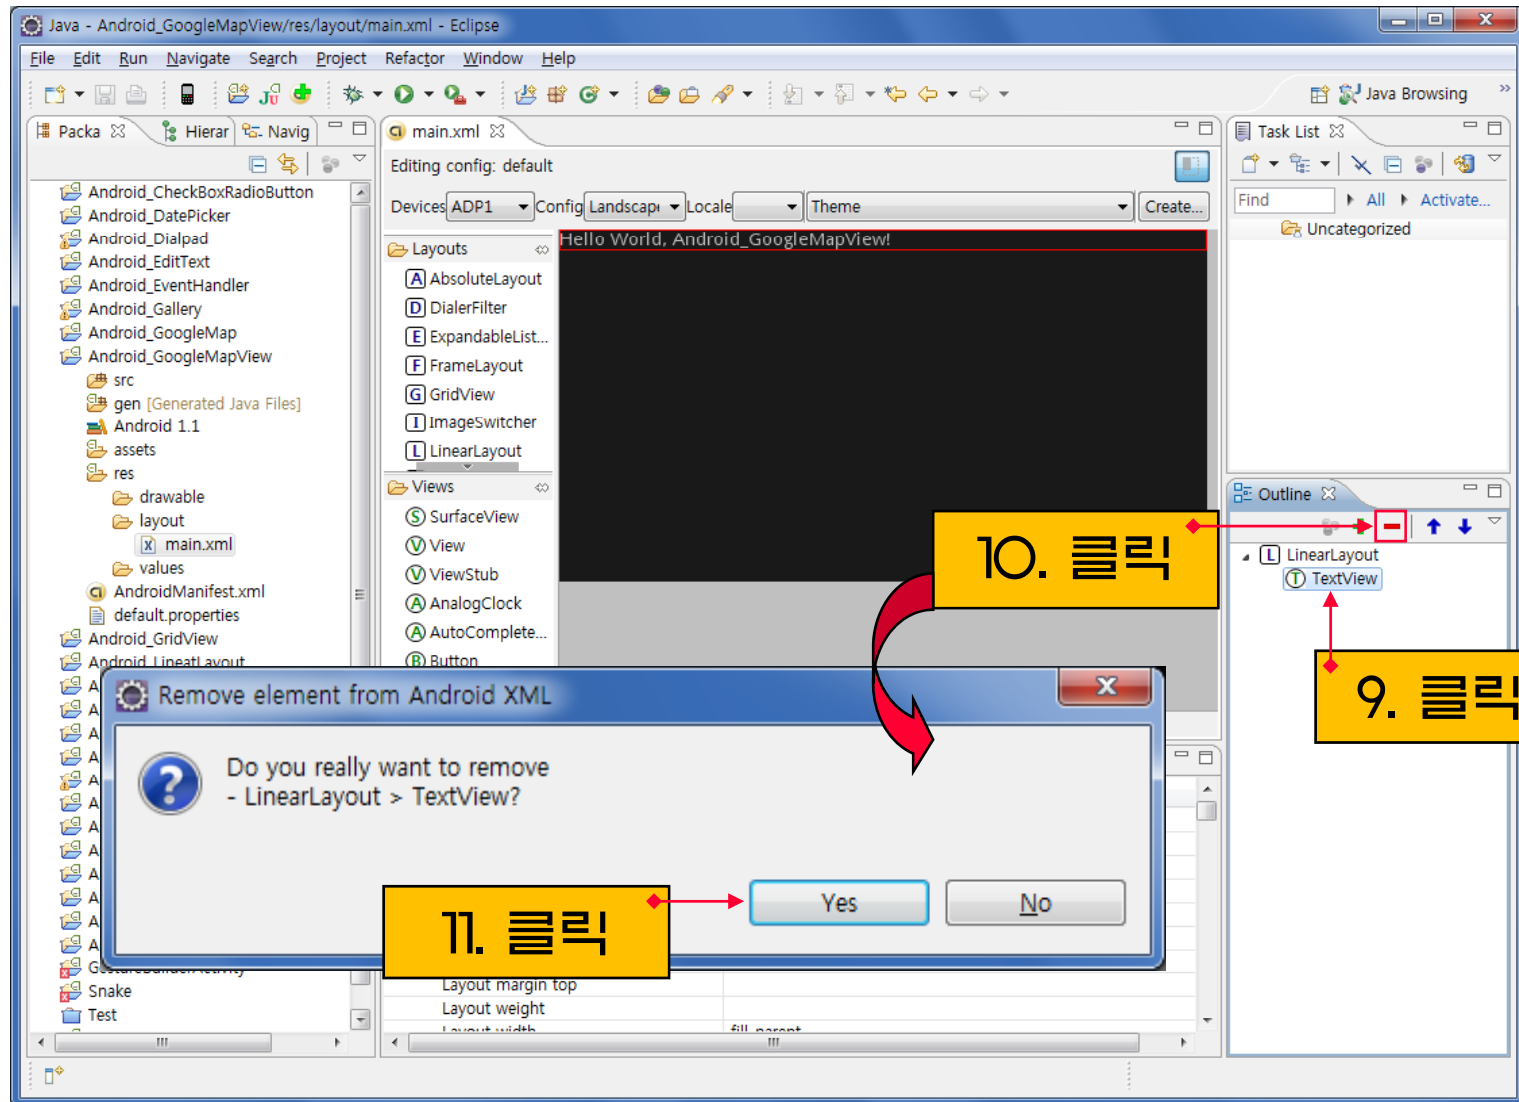 Java - Android_GoogleMapView/res/layout/main.xml - Eclipse
File Edit Run Navigate Search Project Refactor Window Help
Java Browsing
Packa Hierar Navig
Android_CheckBoxRadioButton
Android_DatePicker
Android_Dialpad
Android_EditText
Android_EventHandler
Android_Gallery
Android_GoogleMap
Android_GoogleMapView
src
gen [Generated Java Files]
Android 1.1
assets
res
drawable
layout
main.xml
values
AndroidManifest.xml
default.properties
Android_GridView
Android_LineatLayout
Snake
Test
main.xml
Editing config: default
Devices ADP1 Config Landscap Locale Theme Create...
Layouts
AbsoluteLayout
DialerFilter
ExpandableList...
FrameLayout
GridView
ImageSwitcher
LinearLayout
Views
SurfaceView
View
ViewStub
AnalogClock
AutoComplete...
Button
Hello World, Android_GoogleMapView!
Task List
Find All Activate...
Uncategorized
Outline
LinearLayout
TextView
10. 클릭
9. 클릭
Remove element from Android XML
Do you really want to remove
- LinearLayout > TextView?
Yes No
11. 클릭
Layout margin top
Layout weight
Layout width fill_parent